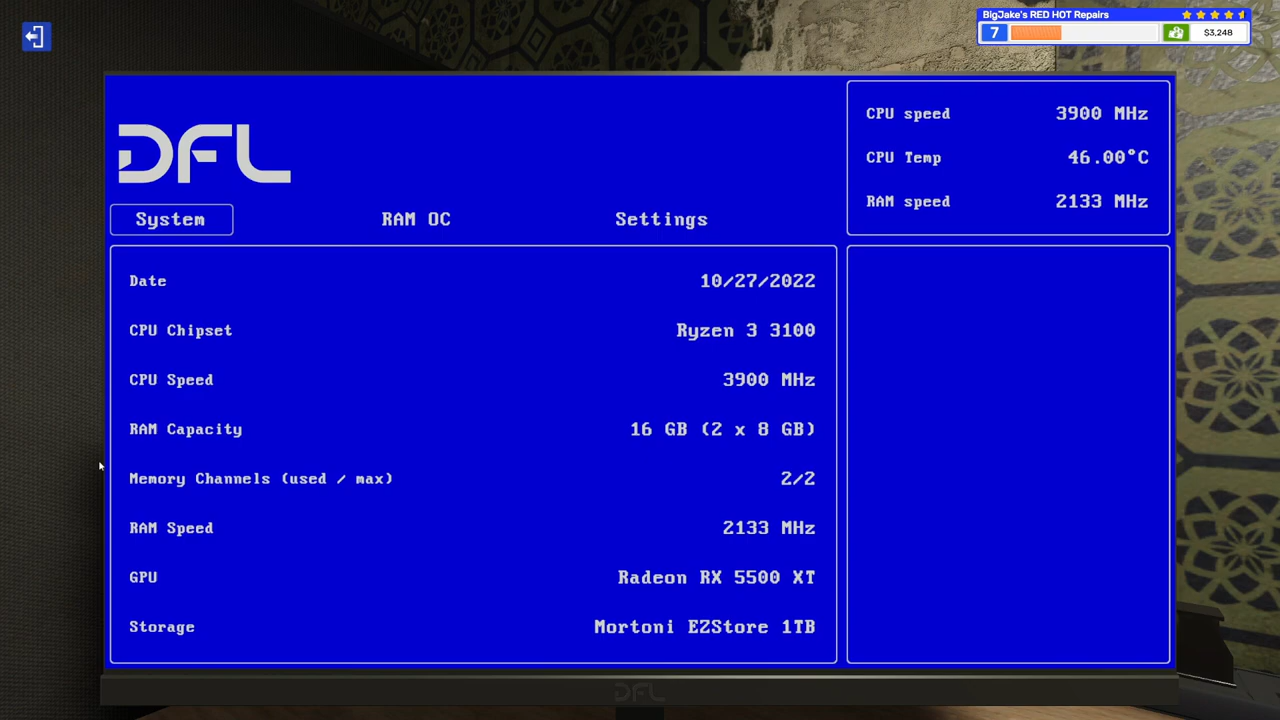 BigJake's RED HOT Repairs
7
$3,248
DFL
System RAM OC Settings
CPU speed 3900 MHz
CPU Temp 46.00°C
RAM speed 2133 MHz
Date 10/27/2022
CPU Chipset Ryzen 3 3100
CPU Speed 3900 MHz
RAM Capacity 16 GB (2 x 8 GB)
Memory Channels (used / max) 2/2
RAM Speed 2133 MHz
GPU Radeon RX 5500 XT
Storage Mortoni EZStore 1TB
DFL